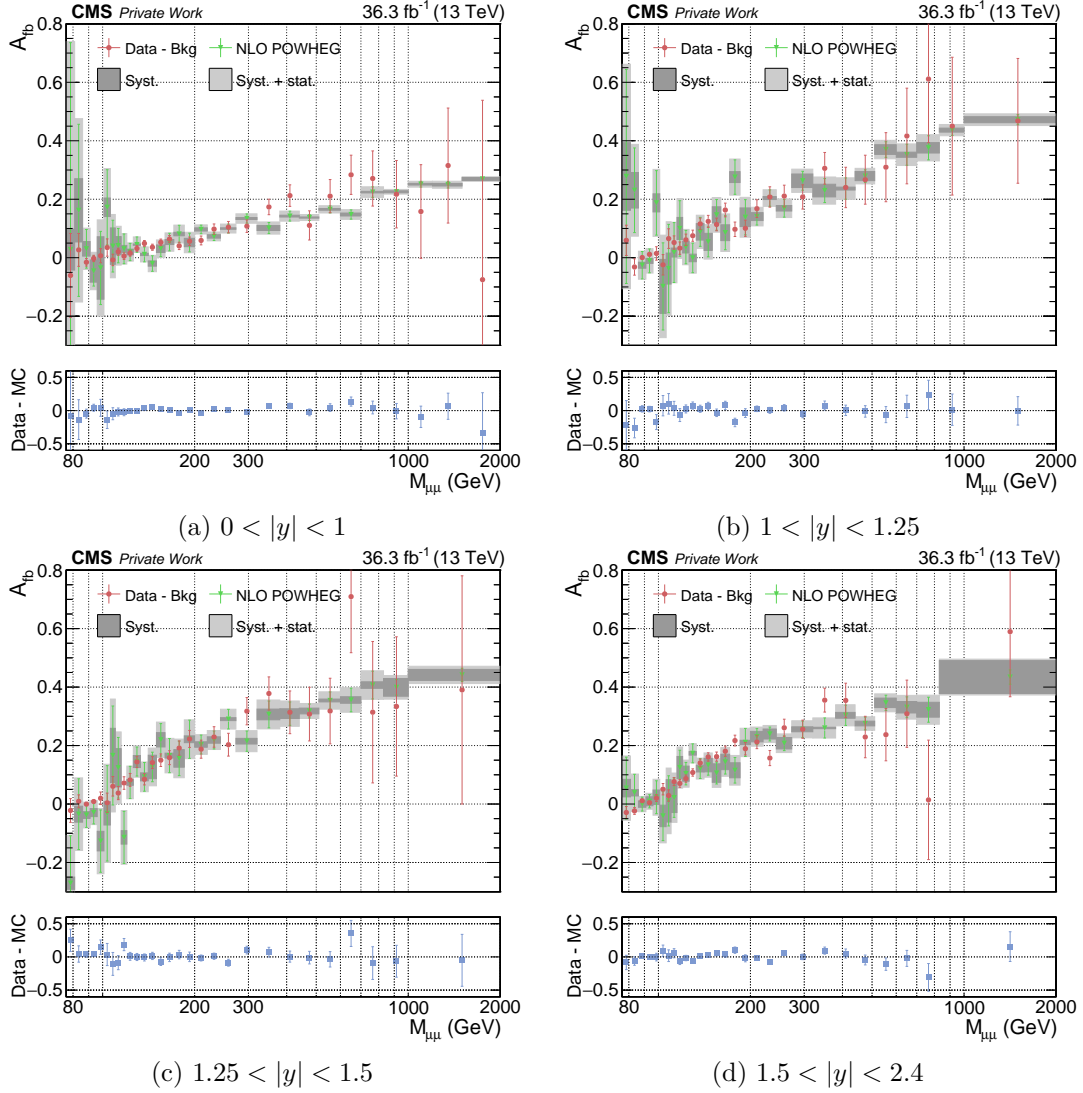 CMS Private Work 36.3 fb⁻¹ (13 TeV)
A_fb
0.8
Data - Bkg NLO POWHEG
0.6
Syst. Syst. + stat.
0.4
0.2
0
−0.2
Data - MC
0.5
0
−0.5
80 200 300 1000 2000
M_μμ (GeV)
(a) 0 < |y| < 1
CMS Private Work 36.3 fb⁻¹ (13 TeV)
A_fb
0.8
Data - Bkg NLO POWHEG
0.6
Syst. Syst. + stat.
0.4
0.2
0
−0.2
Data - MC
0.5
0
−0.5
80 200 300 1000 2000
M_μμ (GeV)
(b) 1 < |y| < 1.25
CMS Private Work 36.3 fb⁻¹ (13 TeV)
A_fb
0.8
Data - Bkg NLO POWHEG
0.6
Syst. Syst. + stat.
0.4
0.2
0
−0.2
Data - MC
0.5
0
−0.5
80 200 300 1000 2000
M_μμ (GeV)
(c) 1.25 < |y| < 1.5
CMS Private Work 36.3 fb⁻¹ (13 TeV)
A_fb
0.8
Data - Bkg NLO POWHEG
0.6
Syst. Syst. + stat.
0.4
0.2
0
−0.2
Data - MC
0.5
0
−0.5
80 200 300 1000 2000
M_μμ (GeV)
(d) 1.5 < |y| < 2.4